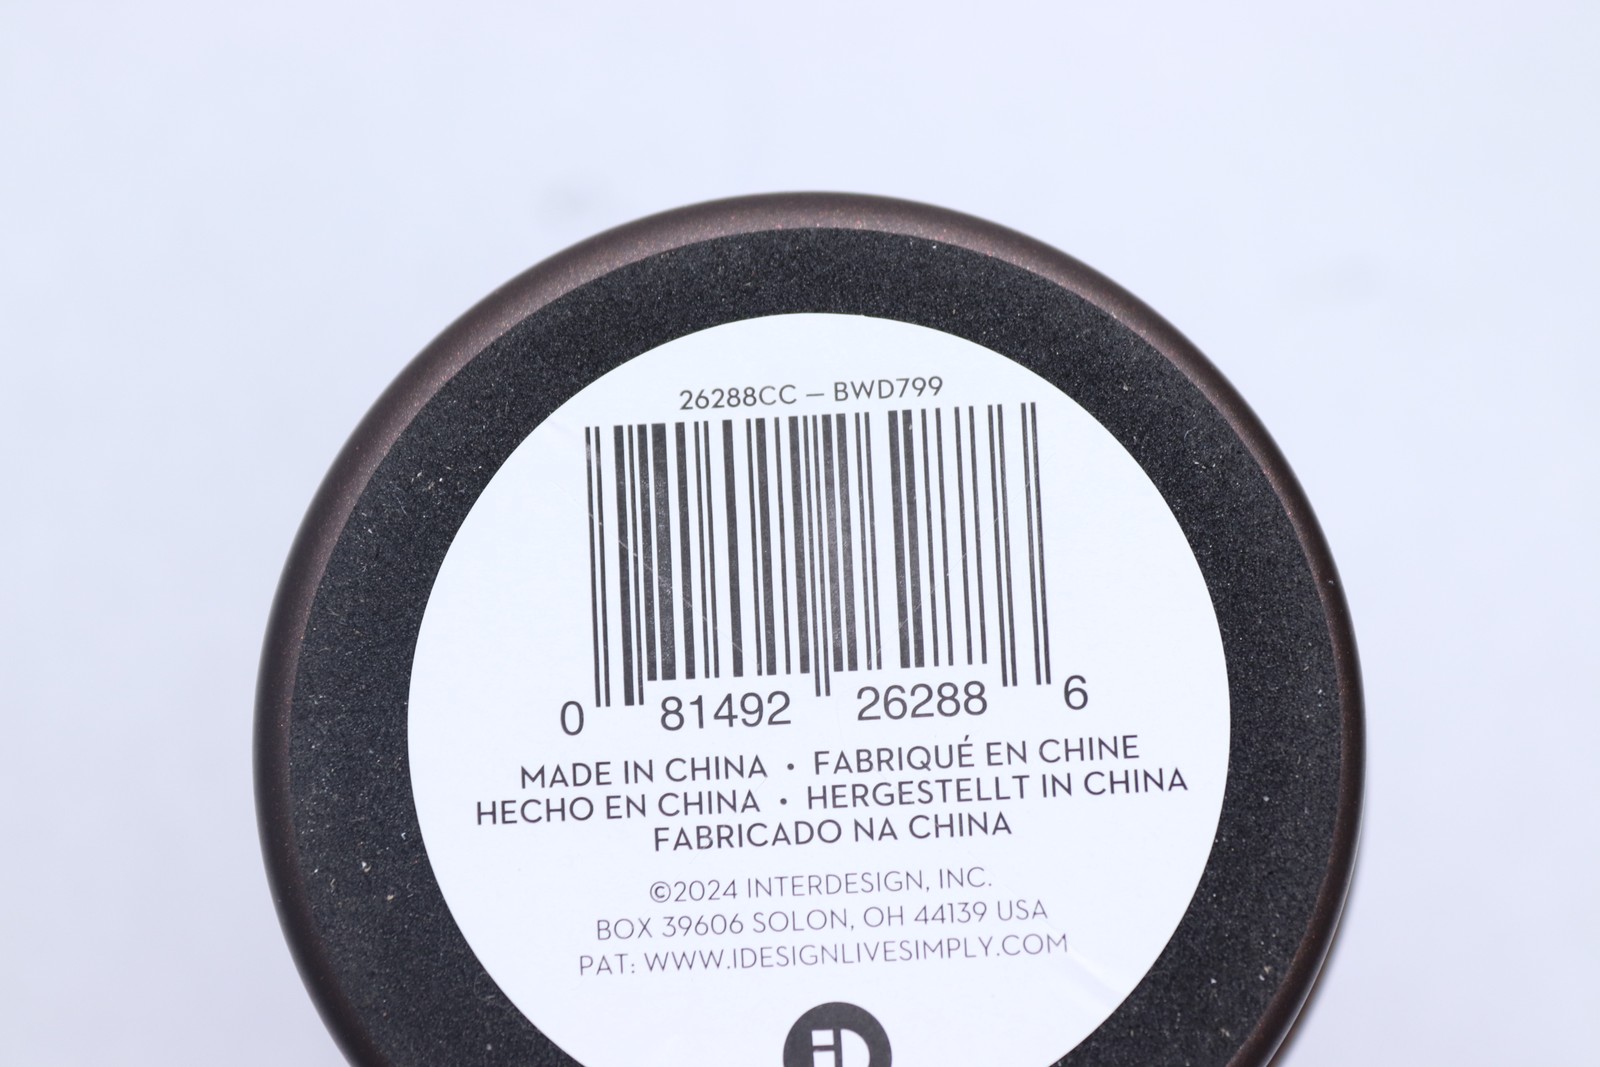 26288CC – BWD799
0 81492 26288 6
MADE IN CHINA • FABRIQUÉ EN CHINE
HECHO EN CHINA • HERGESTELLT IN CHINA
FABRICADO NA CHINA
©2024 INTERDESIGN, INC.
BOX 39606 SOLON, OH 44139 USA
PAT: WWW.IDESIGNLIVESIMPLY.COM
iD